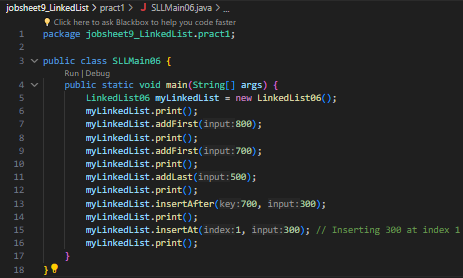 jobsheet9_LinkedList > pract1 > J SLLMain06.java > ...
Click here to ask Blackbox to help you code faster
1 package jobsheet9_LinkedList.pract1;
2
3 public class SLLMain06 {
Run | Debug
4 public static void main(String[] args) {
5 LinkedList06 myLinkedList = new LinkedList06();
6 myLinkedList.print();
7 myLinkedList.addFirst(input:800);
8 myLinkedList.print();
9 myLinkedList.addFirst(input:700);
10 myLinkedList.print();
11 myLinkedList.addLast(input:500);
12 myLinkedList.print();
13 myLinkedList.insertAfter(key:700, input:300);
14 myLinkedList.print();
15 myLinkedList.insertAt(index:1, input:300); // Inserting 300 at index 1
16 myLinkedList.print();
17 }
18 }